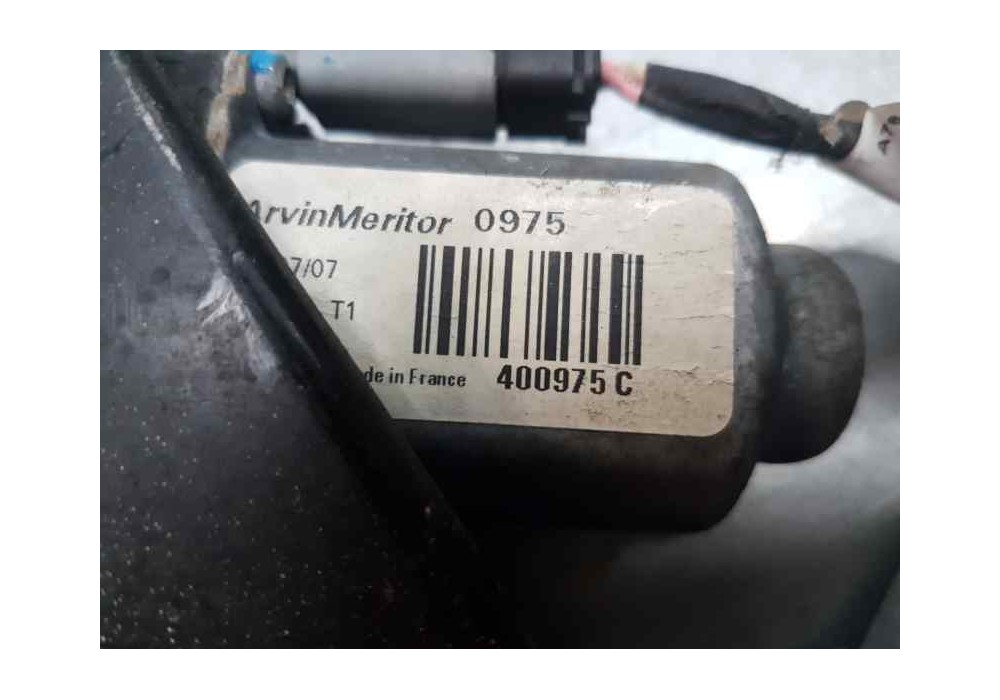 ArvinMeritor 0975
7/07
T1
de in France 400975 C